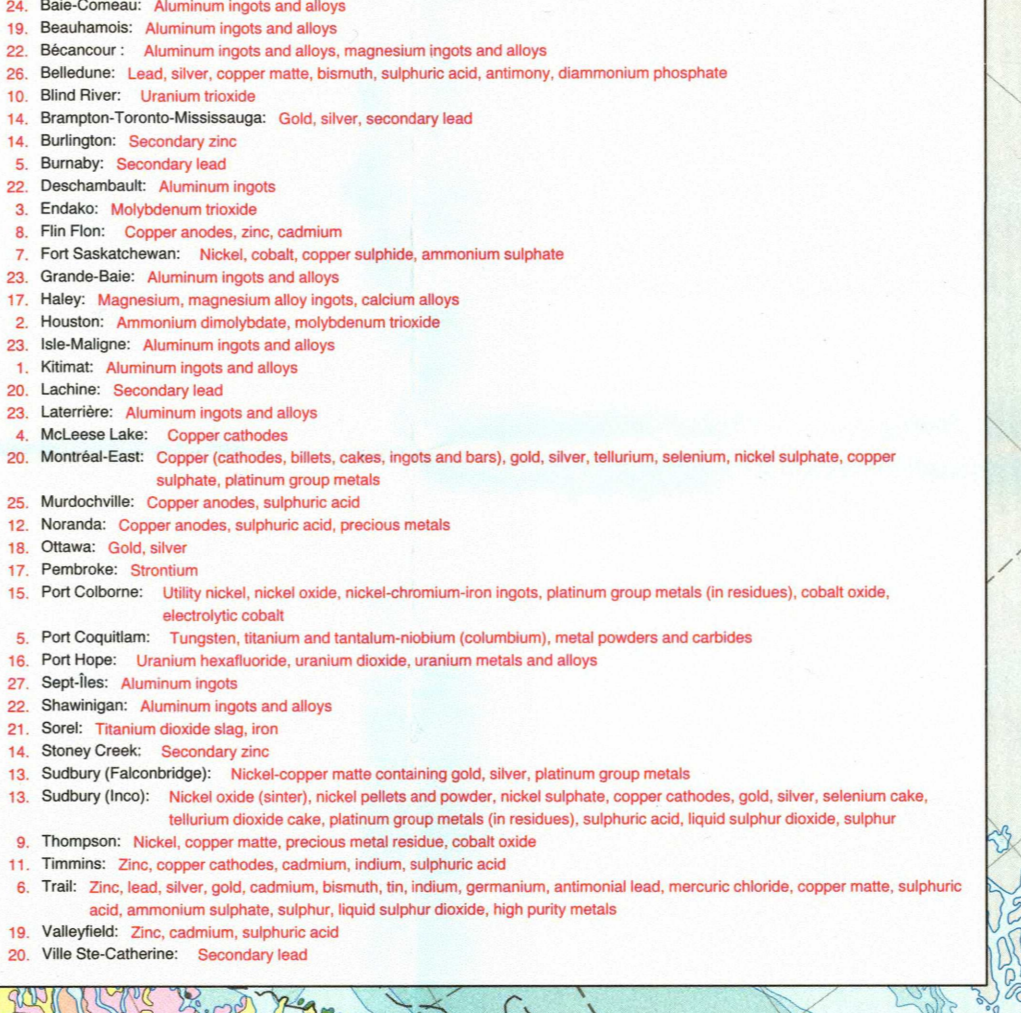 24. Baie-Comeau: Aluminum ingots and alloys
19. Beauharnois: Aluminum ingots and alloys
22. Bécancour : Aluminum ingots and alloys, magnesium ingots and alloys
26. Belledune: Lead, silver, copper matte, bismuth, sulphuric acid, antimony, diammonium phosphate
10. Blind River: Uranium trioxide
14. Brampton-Toronto-Mississauga: Gold, silver, secondary lead
14. Burlington: Secondary zinc
5. Burnaby: Secondary lead
22. Deschambault: Aluminum ingots
3. Endako: Molybdenum trioxide
8. Flin Flon: Copper anodes, zinc, cadmium
7. Fort Saskatchewan: Nickel, cobalt, copper sulphide, ammonium sulphate
23. Grande-Baie: Aluminum ingots and alloys
17. Haley: Magnesium, magnesium alloy ingots, calcium alloys
2. Houston: Ammonium dimolybdate, molybdenum trioxide
23. Isle-Maligne: Aluminum ingots and alloys
1. Kitimat: Aluminum ingots and alloys
20. Lachine: Secondary lead
23. Laterrière: Aluminum ingots and alloys
4. McLeese Lake: Copper cathodes
20. Montréal-East: Copper (cathodes, billets, cakes, ingots and bars), gold, silver, tellurium, selenium, nickel sulphate, copper
sulphate, platinum group metals
25. Murdochville: Copper anodes, sulphuric acid
12. Noranda: Copper anodes, sulphuric acid, precious metals
18. Ottawa: Gold, silver
17. Pembroke: Strontium
15. Port Colborne: Utility nickel, nickel oxide, nickel-chromium-iron ingots, platinum group metals (in residues), cobalt oxide,
electrolytic cobalt
5. Port Coquitlam: Tungsten, titanium and tantalum-niobium (columbium), metal powders and carbides
16. Port Hope: Uranium hexafluoride, uranium dioxide, uranium metals and alloys
27. Sept-Îles: Aluminum ingots
22. Shawinigan: Aluminum ingots and alloys
21. Sorel: Titanium dioxide slag, iron
14. Stoney Creek: Secondary zinc
13. Sudbury (Falconbridge): Nickel-copper matte containing gold, silver, platinum group metals
13. Sudbury (Inco): Nickel oxide (sinter), nickel pellets and powder, nickel sulphate, copper cathodes, gold, silver, selenium cake,
tellurium dioxide cake, platinum group metals (in residues), sulphuric acid, liquid sulphur dioxide, sulphur
9. Thompson: Nickel, copper matte, precious metal residue, cobalt oxide
11. Timmins: Zinc, copper cathodes, cadmium, indium, sulphuric acid
6. Trail: Zinc, lead, silver, gold, cadmium, bismuth, tin, indium, germanium, antimonial lead, mercuric chloride, copper matte, sulphuric
acid, ammonium sulphate, sulphur, liquid sulphur dioxide, high purity metals
19. Valleyfield: Zinc, cadmium, sulphuric acid
20. Ville Ste-Catherine: Secondary lead